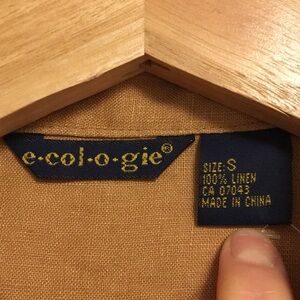 e·col·o·gie®
SIZE: S
100% LINEN
CA 07043
MADE IN CHINA